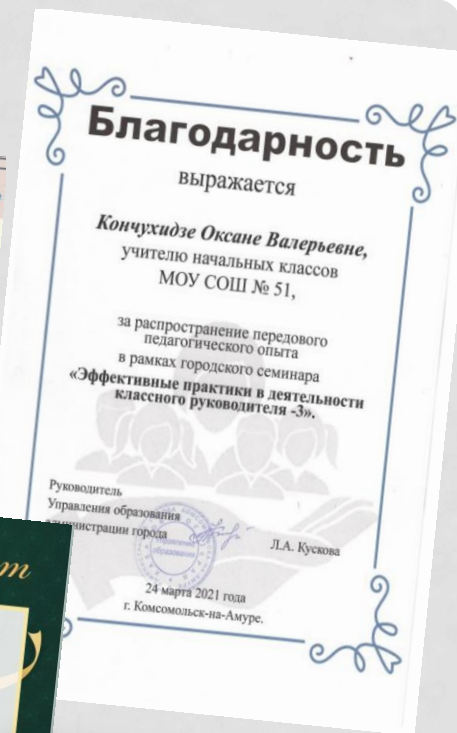 Благодарность
выражается
Кончухидзе Оксане Валерьевне,
учителю начальных классов
МОУ СОШ № 51,
за распространение передового
педагогического опыта
в рамках городского семинара
«Эффективные практики в деятельности
классного руководителя -3».
Руководитель
Управления образования
администрации города
Л.А. Кускова
24 марта 2021 года
г. Комсомольск-на-Амуре.